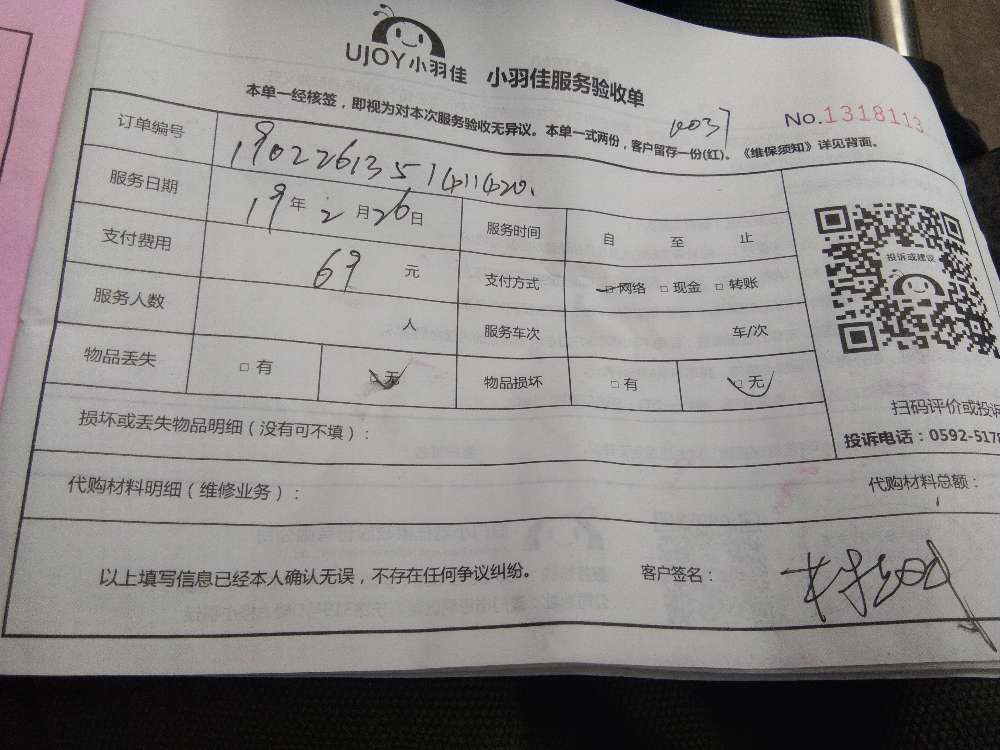 UJOY小羽佳 小羽佳服务验收单
本单一经核签，即视为对本次服务验收无异议。本单一式两份，客户留存一份(红)。《维保须知》详见背面。
No.1318113
订单编号
服务日期 19年2月26日 服务时间 自 至 止
支付费用 69 元 支付方式 □网络 □现金 □转账
服务人数 人 服务车次 车/次
物品丢失 □有 □无 物品损坏 □有 □无
投诉或建议
扫码评价或投诉
投诉电话：0592-5178
损坏或丢失物品明细（没有可不填）：
代购材料明细（维修业务）： 代购材料总额：
以上填写信息已经本人确认无误，不存在任何争议纠纷。 客户签名：